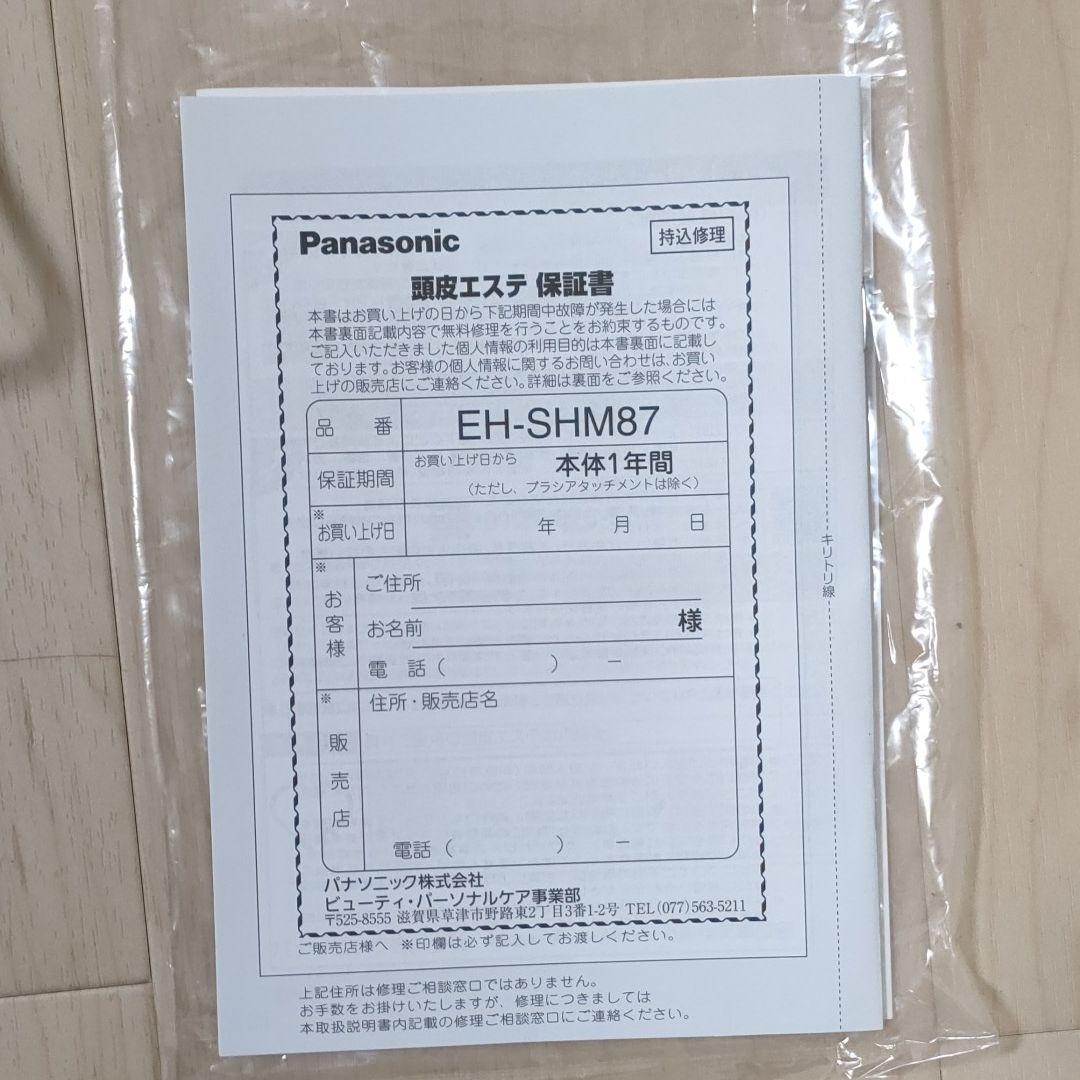 Panasonic
持込修理
頭皮エステ 保証書
本書はお買い上げの日から下記期間中故障が発生した場合には
本書裏面記載内容で無料修理を行うことをお約束するものです。
ご記入いただきました個人情報の利用目的は本書裏面に記載し
ております。お客様の個人情報に関するお問い合わせは、お買い
上げの販売店にご連絡ください。詳細は裏面をご参照ください。
品 番 EH-SHM87
保証期間 お買い上げ日から 本体1年間
(ただし、ブラシアタッチメントは除く)
※お買い上げ日 年 月 日
※お客様
ご住所
お名前 様
電 話 ( ) −
※販売店
住所・販売店名
電話 ( ) −
パナソニック株式会社
ビューティ・パーソナルケア事業部
〒525-8555 滋賀県草津市野路東2丁目3番1-2号 TEL(077)563-5211
ご販売店様へ ※印欄は必ず記入してお渡しください。
上記住所は修理ご相談窓口ではありません。
お手数をお掛けいたしますが、修理につきましては
本取扱説明書内記載の修理ご相談窓口にご連絡ください。
キリトリ線